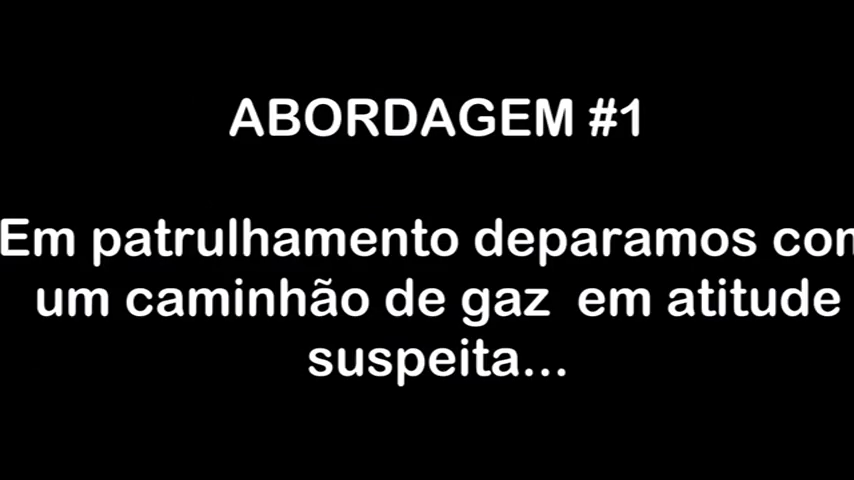 ABORDAGEM #1
Em patrulhamento deparamos com
um caminhão de gaz em atitude
suspeita...